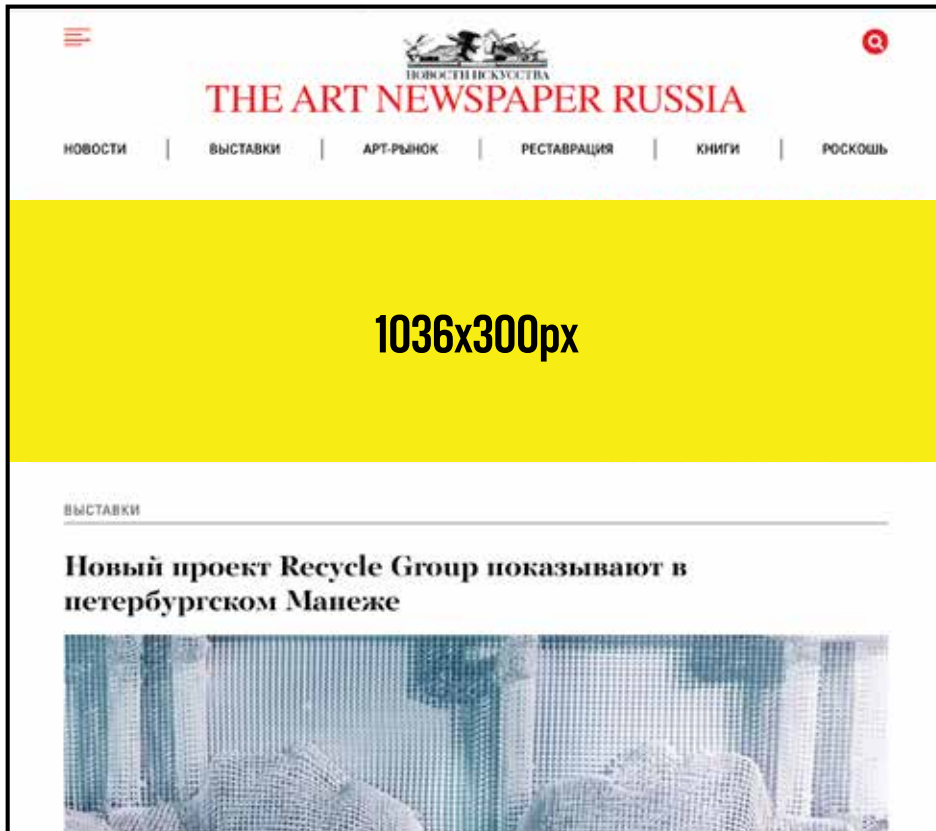 НОВОСТИ ИСКУССТВА
THE ART NEWSPAPER RUSSIA
НОВОСТИ | ВЫСТАВКИ | АРТ-РЫНОК | РЕСТАВРАЦИЯ | КНИГИ | РОСКОШЬ
1036x300px
ВЫСТАВКИ
Новый проект Recycle Group показывают в
петербургском Манеже